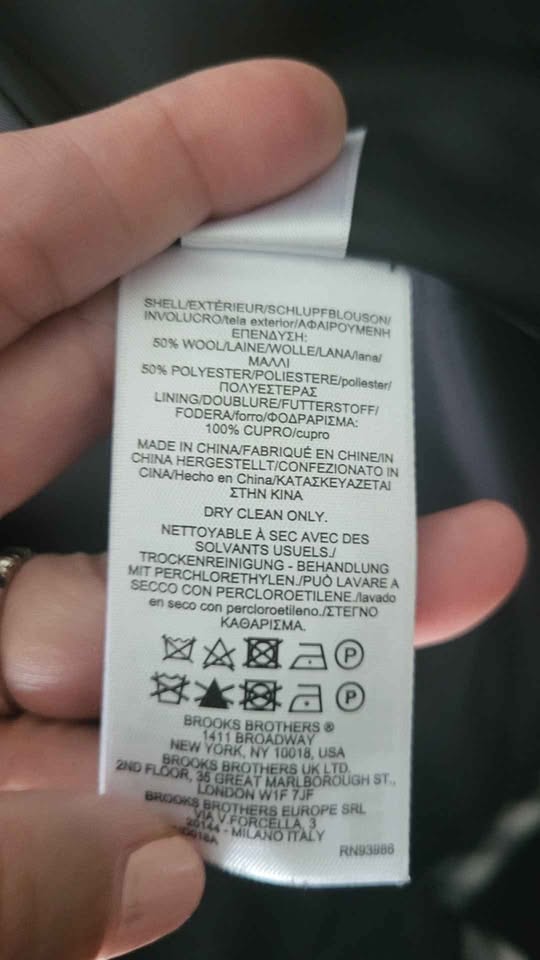 SHELL/EXTÉRIEUR/SCHLUPFBLOUSON/
INVOLUCRO/tela exterior/ΑΦΑΙΡΟΥΜΕΝΗ
ΕΠΕΝΔΥΣΗ:
50% WOOL/LAINE/WOLLE/LANA/lana/
ΜΑΛΛΙ
50% POLYESTER/POLIESTERE/poliester/
ΠΟΛΥΕΣΤΕΡΑΣ
LINING/DOUBLURE/FUTTERSTOFF/
FODERA/forro/ΦΟΔΡΑΡΙΣΜΑ:
100% CUPRO/cupro
MADE IN CHINA/FABRIQUÉ EN CHINE/IN
CHINA HERGESTELLT/CONFEZIONATO IN
CINA/Hecho en China/ΚΑΤΑΣΚΕΥΑΖΕΤΑΙ
ΣΤΗΝ ΚΙΝΑ
DRY CLEAN ONLY.
NETTOYABLE À SEC AVEC DES
SOLVANTS USUELS./
TROCKENREINIGUNG - BEHANDLUNG
MIT PERCHLORETHYLEN./PUÒ LAVARE A
SECCO CON PERCLOROETILENE./lavado
en seco con percloroetileno./ΣΤΕΓΝΟ
ΚΑΘΑΡΙΣΜΑ.
P
P
BROOKS BROTHERS ®
1411 BROADWAY
NEW YORK, NY 10018, USA
BROOKS BROTHERS UK LTD.
2ND FLOOR, 35 GREAT MARLBOROUGH ST.,
LONDON W1F 7JF
BROOKS BROTHERS EUROPE SRL
VIA V.FORCELLA, 3
20144 - MILANO ITALY
RN93986